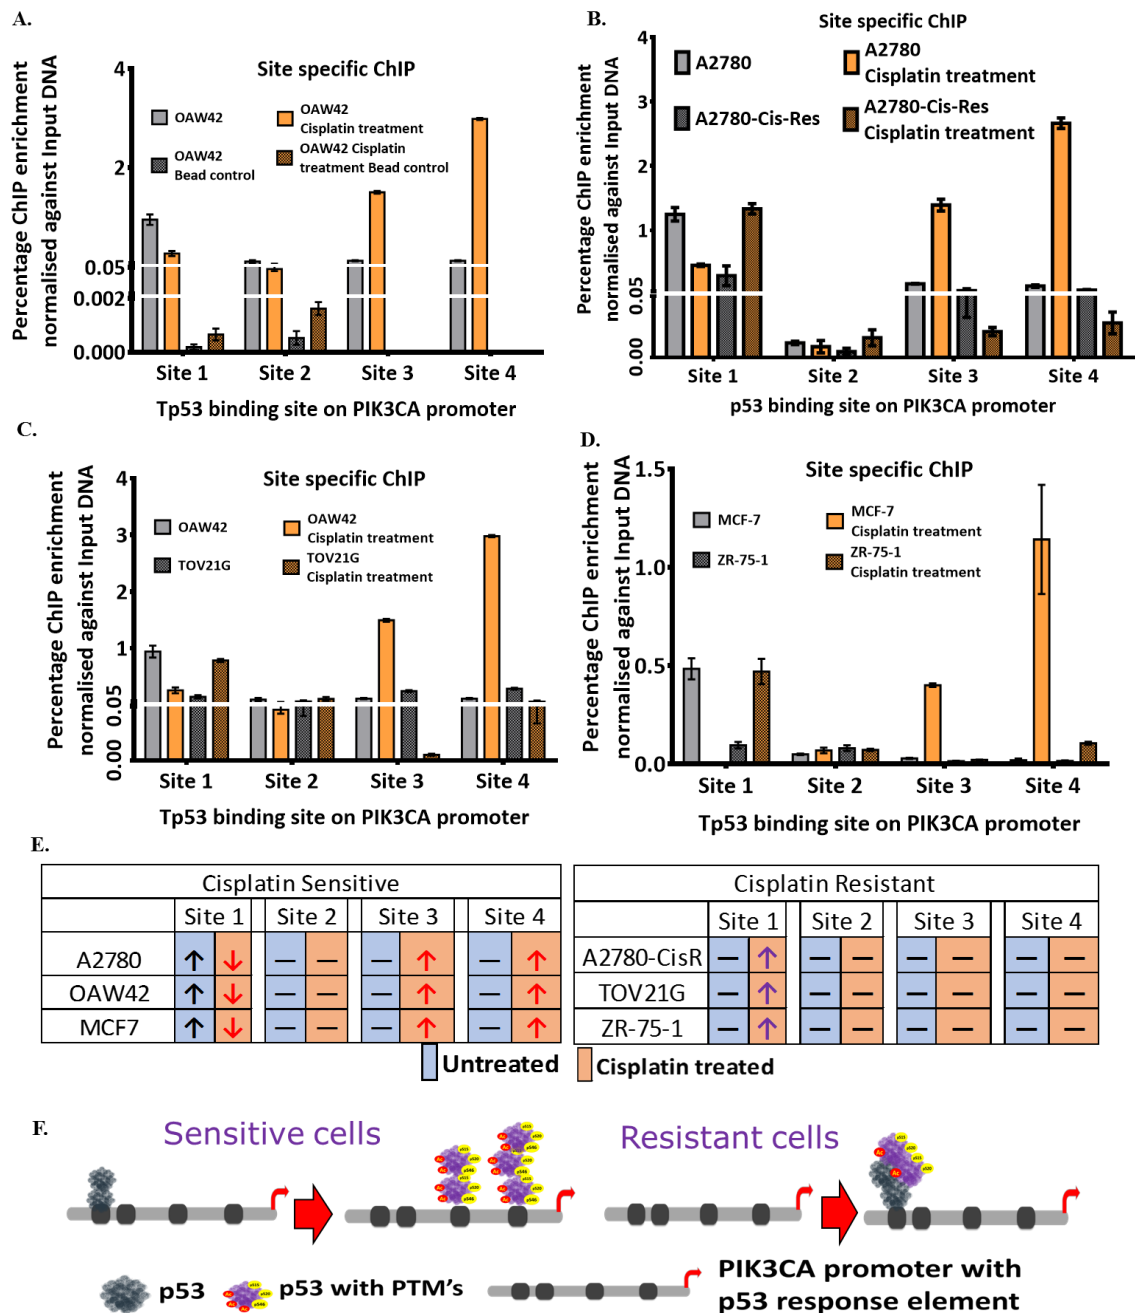 A.
Site specific ChIP
Percentage ChIP enrichment
normalised against Input DNA
4
2
0.05
0.002
0.000
OAW42
OAW42
Cisplatin treatment
OAW42
Bead control
OAW42 Cisplatin
treatment Bead control
Site 1 Site 2 Site 3 Site 4
Tp53 binding site on PIK3CA promoter
B.
Site specific ChIP
Percentage ChIP enrichment
normalised against Input DNA
4
3
2
1
0.05
0.00
A2780
A2780
Cisplatin treatment
A2780-Cis-Res
A2780-Cis-Res
Cisplatin treatment
Site 1 Site 2 Site 3 Site 4
p53 binding site on PIK3CA promoter
C.
Site specific ChIP
Percentage ChIP enrichment
normalised against Input DNA
4
3
2
1
0.05
0.00
OAW42
OAW42
Cisplatin treatment
TOV21G
TOV21G
Cisplatin treatment
Site 1 Site 2 Site 3 Site 4
Tp53 binding site on PIK3CA promoter
D.
Site specific ChIP
Percentage ChIP enrichment
normalised against Input DNA
1.5
1.0
0.5
0.0
MCF-7
MCF-7
Cisplatin treatment
ZR-75-1
ZR-75-1
Cisplatin treatment
Site 1 Site 2 Site 3 Site 4
Tp53 binding site on PIK3CA promoter
E.
Cisplatin Sensitive
Site 1 Site 2 Site 3 Site 4
A2780 ↑ ↓ – – – ↑ – ↑
OAW42 ↑ ↓ – – – ↑ – ↑
MCF7 ↑ ↓ – – – ↑ – ↑
Cisplatin Resistant
Site 1 Site 2 Site 3 Site 4
A2780-CisR – ↑ – – – – – –
TOV21G – ↑ – – – – – –
ZR-75-1 – ↑ – – – – – –
Untreated Cisplatin treated
F.
Sensitive cells
Resistant cells
p53
p53 with PTM's
PIK3CA promoter with
p53 response element